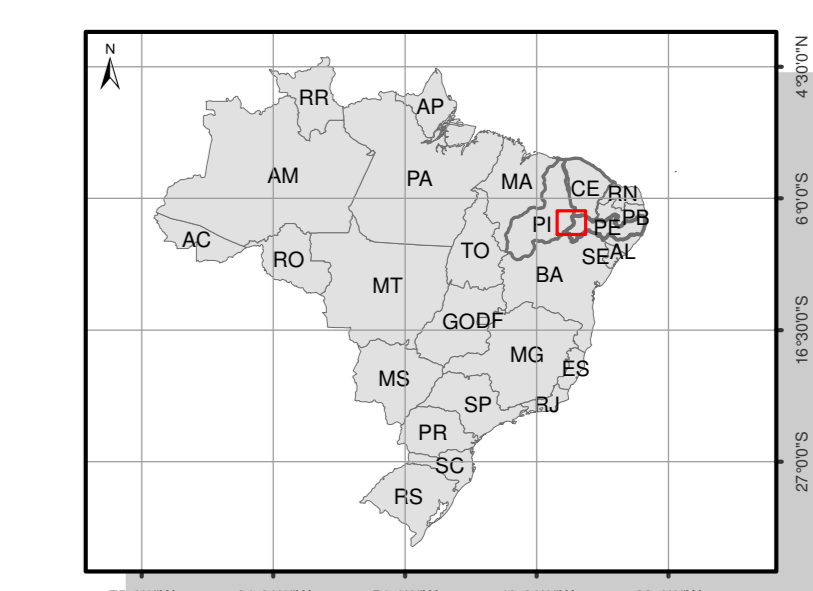 N
4°30'0"N
RR
AP
AM
PA
MA
CE
RN
6°0'0"S
PI
PB
PE
AC
TO
SE
AL
RO
BA
MT
GO
DF
16°30'0"S
MG
MS
ES
SP
RJ
PR
SC
27°0'0"S
RS